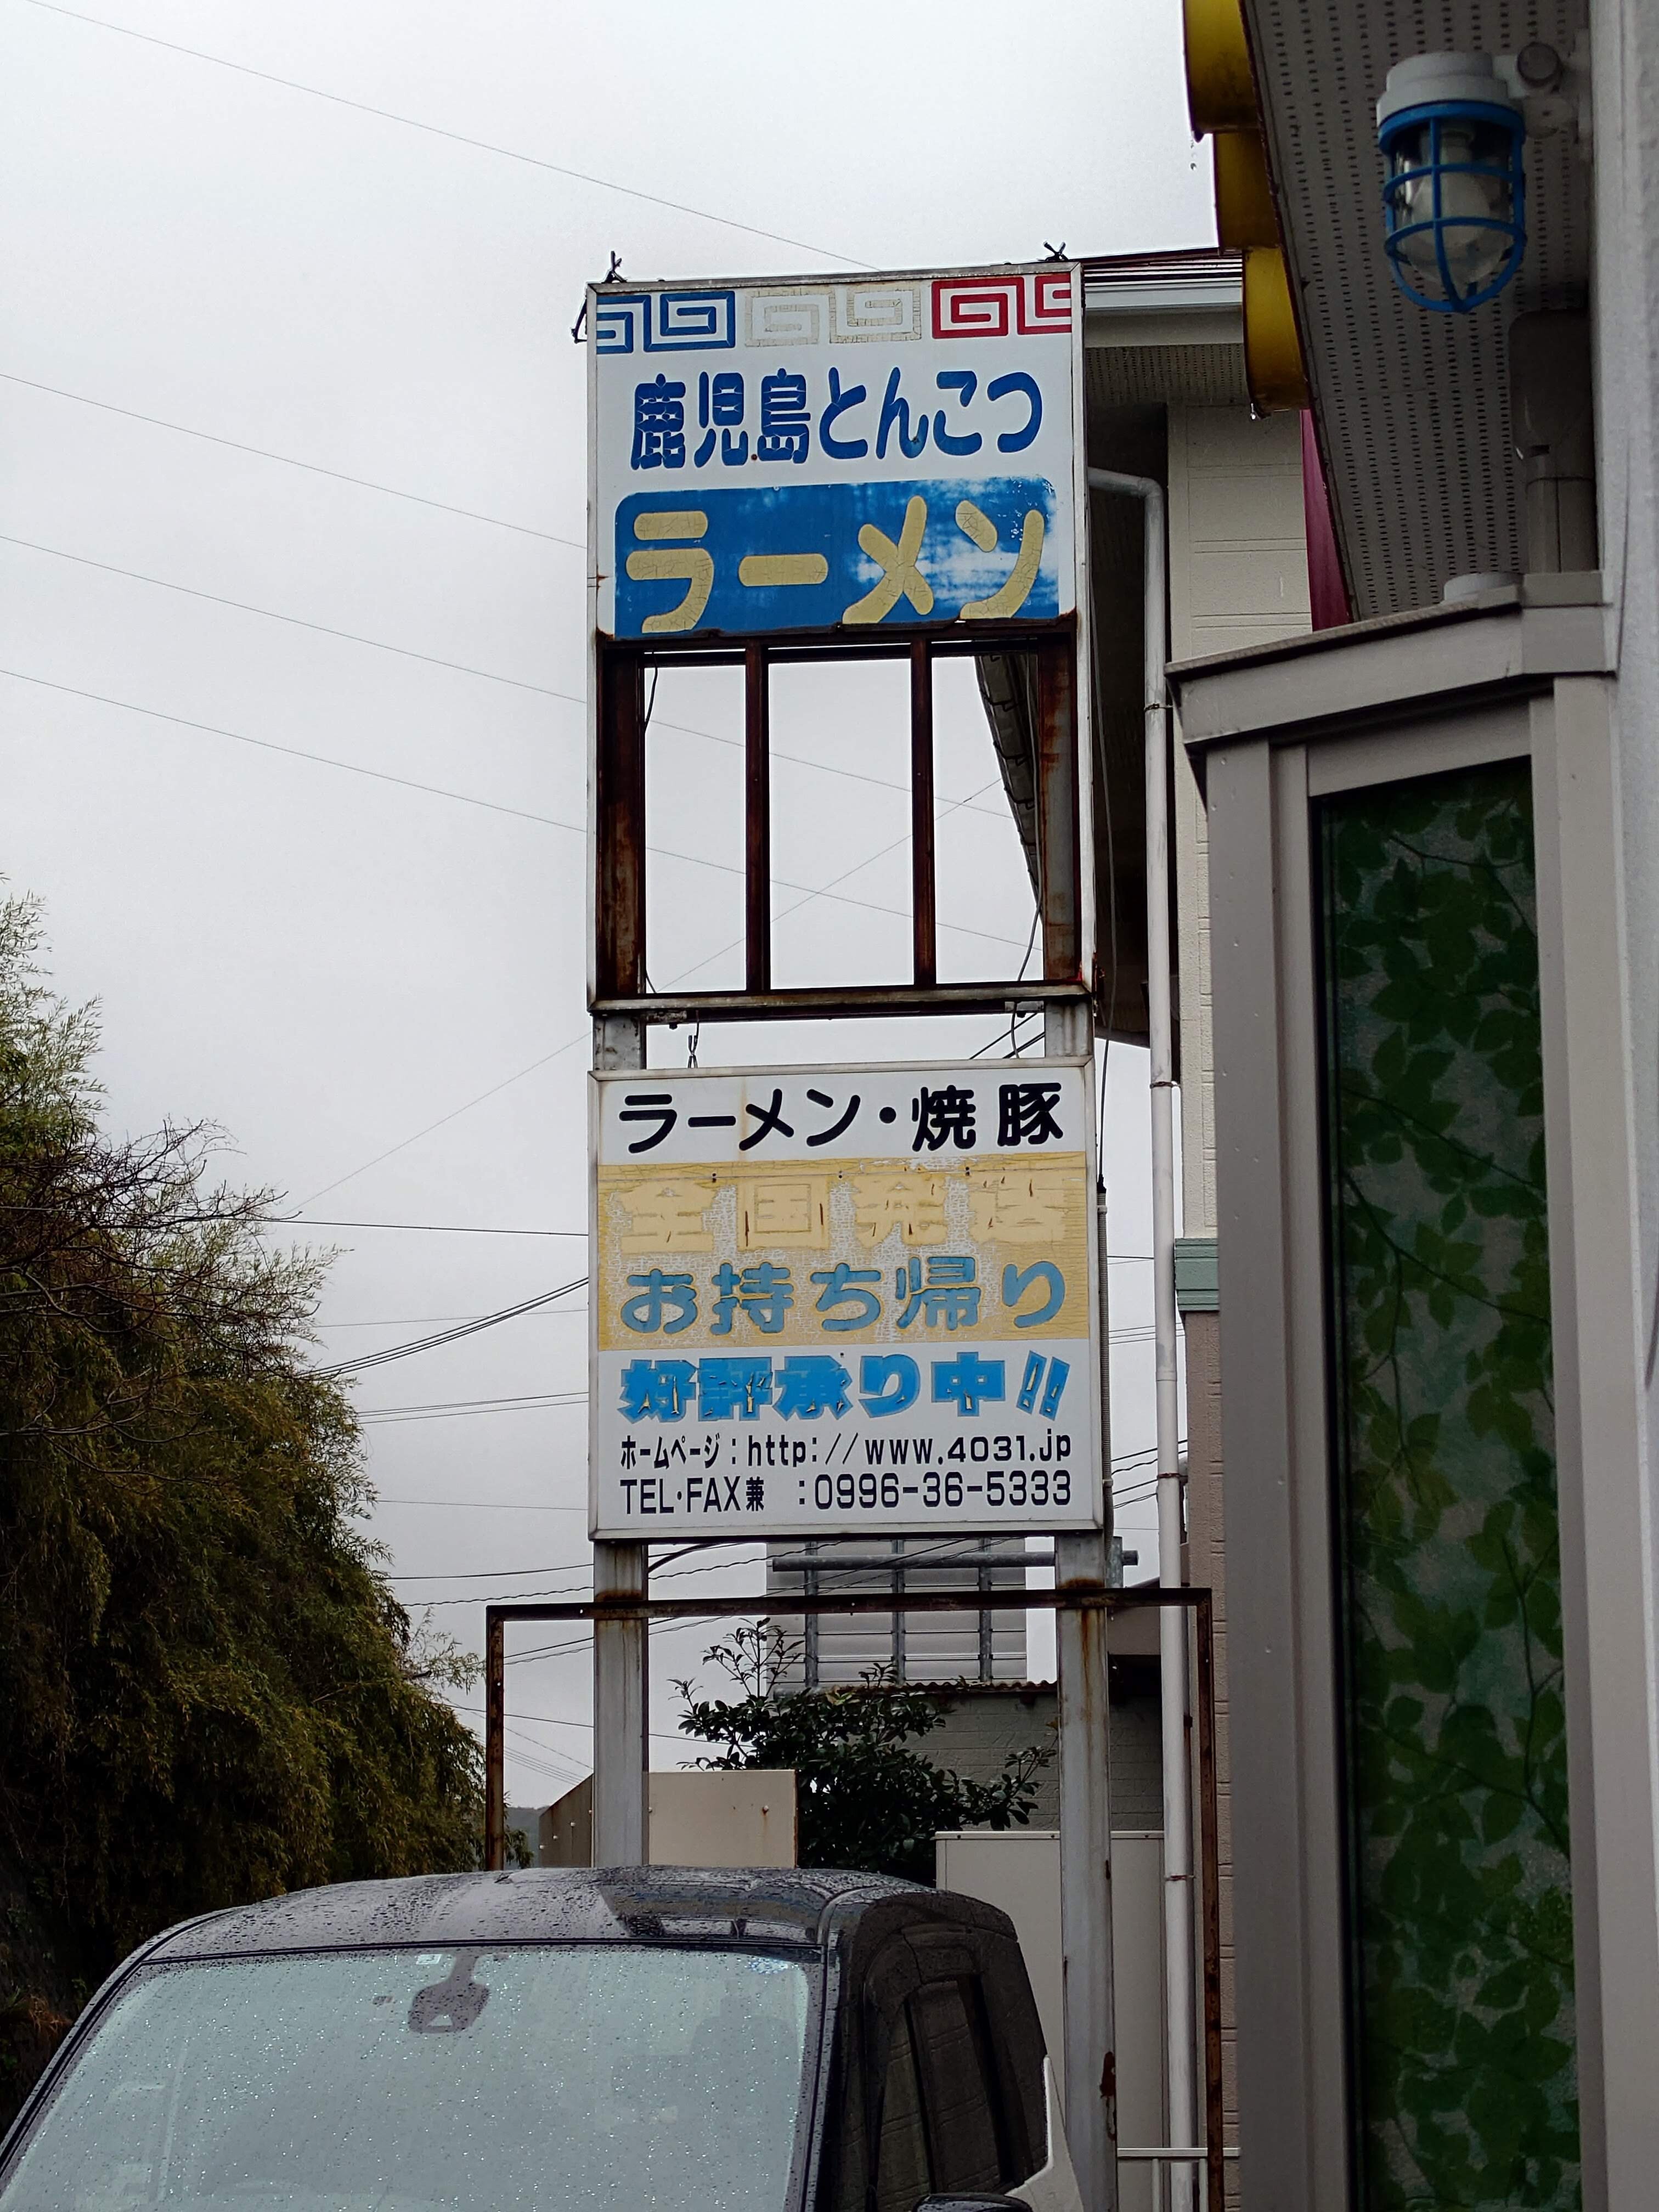 鹿児島とんこつ
ラーメン
ラーメン・焼豚
全国発送
お持ち帰り
好評承り中!!
ホームページ:http://www.4031.jp
TEL・FAX兼 :0996-36-5333